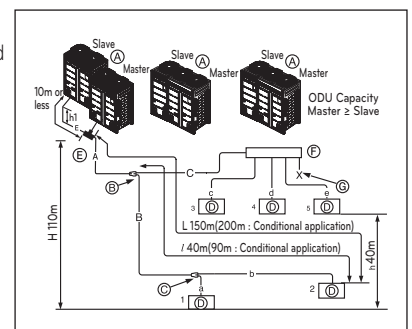 d
Slave Ⓐ
Master
Slave Ⓐ
Master
Slave Ⓐ
Master
10m or
less
h1
E
ODU Capacity
Master ≥ Slave
Ⓔ
A
Ⓕ
C
X
Ⓖ
Ⓑ
c
d
e
3 Ⓓ
4 Ⓓ
5 Ⓓ
H 110m
B
L 150m(200m : Conditional application)
l 40m(90m : Conditional application)
h 40m
b
Ⓒ
a
2 Ⓓ
1 Ⓓ